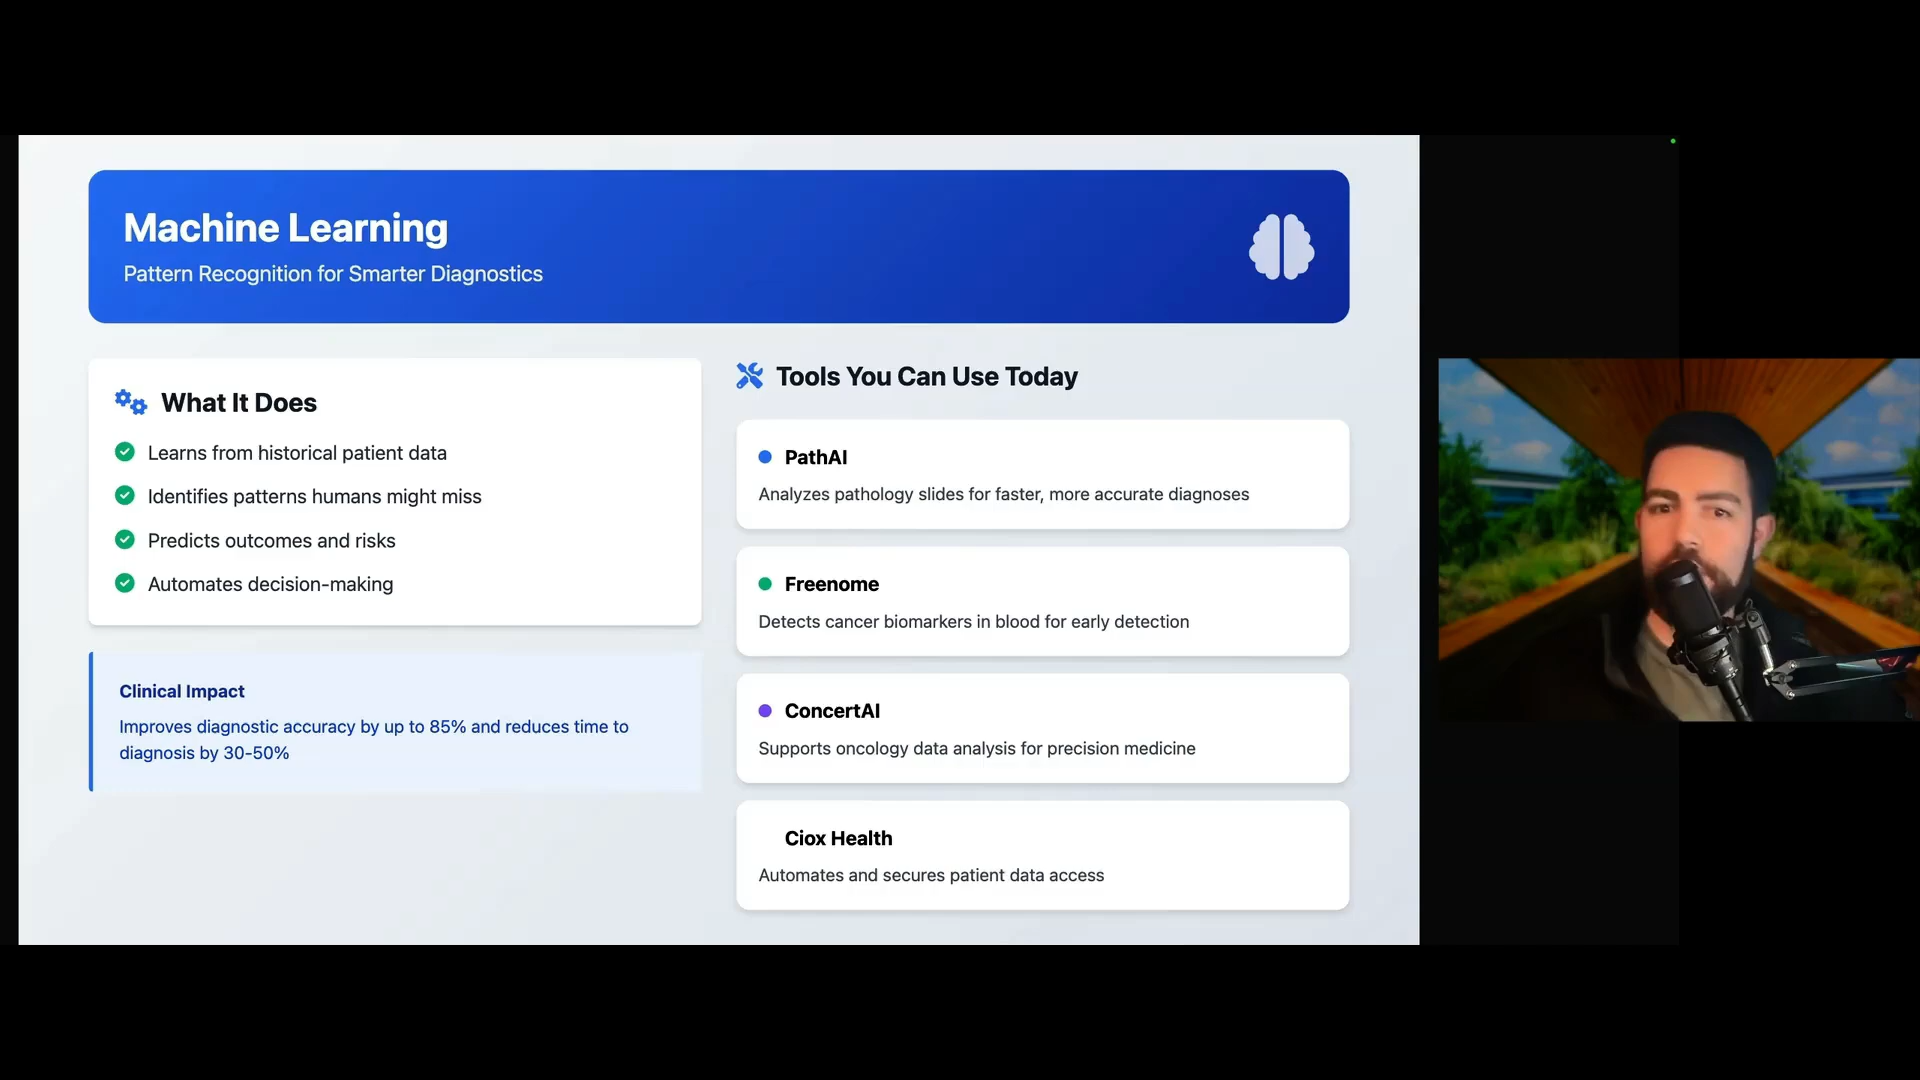 Machine Learning
Pattern Recognition for Smarter Diagnostics
What It Does
Learns from historical patient data
Identifies patterns humans might miss
Predicts outcomes and risks
Automates decision-making
Clinical Impact
Improves diagnostic accuracy by up to 85% and reduces time to
diagnosis by 30-50%
Tools You Can Use Today
PathAI
Analyzes pathology slides for faster, more accurate diagnoses
Freenome
Detects cancer biomarkers in blood for early detection
ConcertAI
Supports oncology data analysis for precision medicine
Ciox Health
Automates and secures patient data access